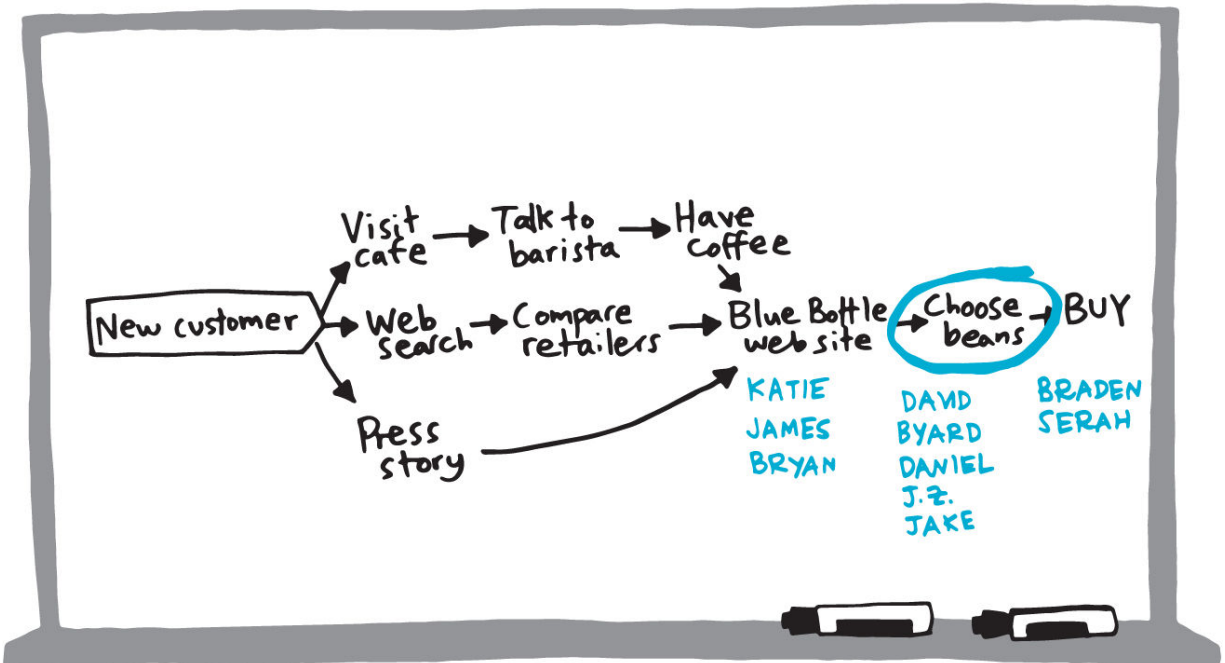 Visit
cafe
Talk to
barista
Have
coffee
New customer
Web
search
Compare
retailers
Blue Bottle
web site
Choose
beans
BUY
Press
story
KATIE
JAMES
BRYAN
DAVID
BYARD
DANIEL
J.Z.
JAKE
BRADEN
SERAH